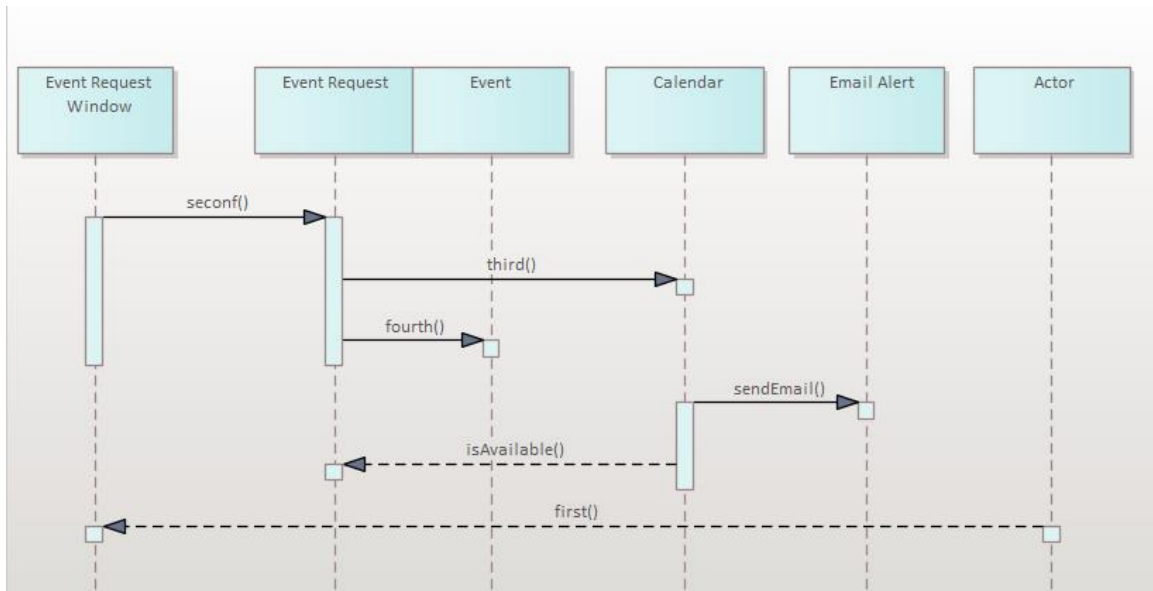 Event Request
Window
Event Request
Event
Calendar
Email Alert
Actor
seconf()
third()
fourth()
sendEmail()
isAvailable()
first()